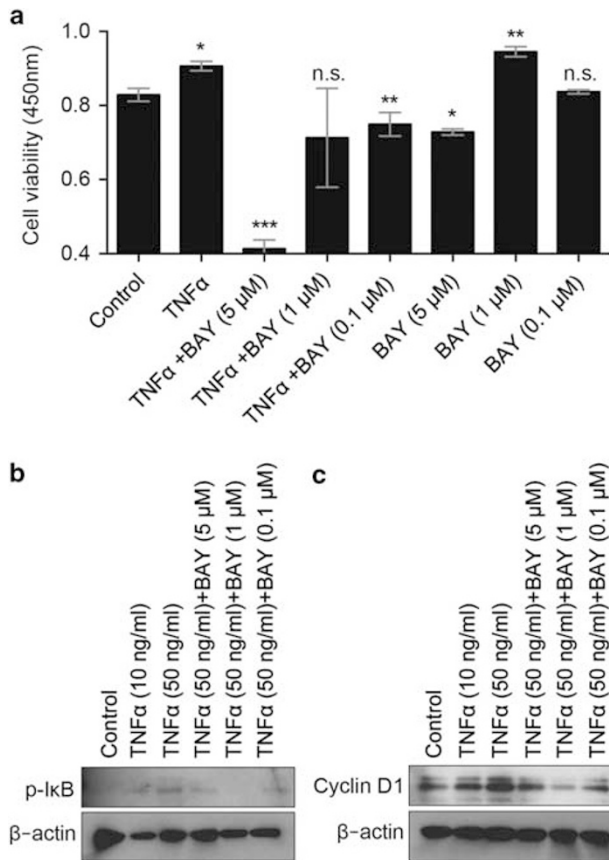 a
Cell viability (450nm)
1.0
0.8
0.6
0.4
*
***
n.s.
**
*
**
n.s.
Control
TNFα
TNFα +BAY (5 µM)
TNFα +BAY (1 µM)
TNFα +BAY (0.1 µM)
BAY (5 µM)
BAY (1 µM)
BAY (0.1 µM)
b
Control
TNFα (10 ng/ml)
TNFα (50 ng/ml)
TNFα (50 ng/ml)+BAY (5 µM)
TNFα (50 ng/ml)+BAY (1 µM)
TNFα (50 ng/ml)+BAY (0.1 µM)
p-IκB
β-actin
c
Control
TNFα (10 ng/ml)
TNFα (50 ng/ml)
TNFα (50 ng/ml)+BAY (5 µM)
TNFα (50 ng/ml)+BAY (1 µM)
TNFα (50 ng/ml)+BAY (0.1 µM)
Cyclin D1
β-actin